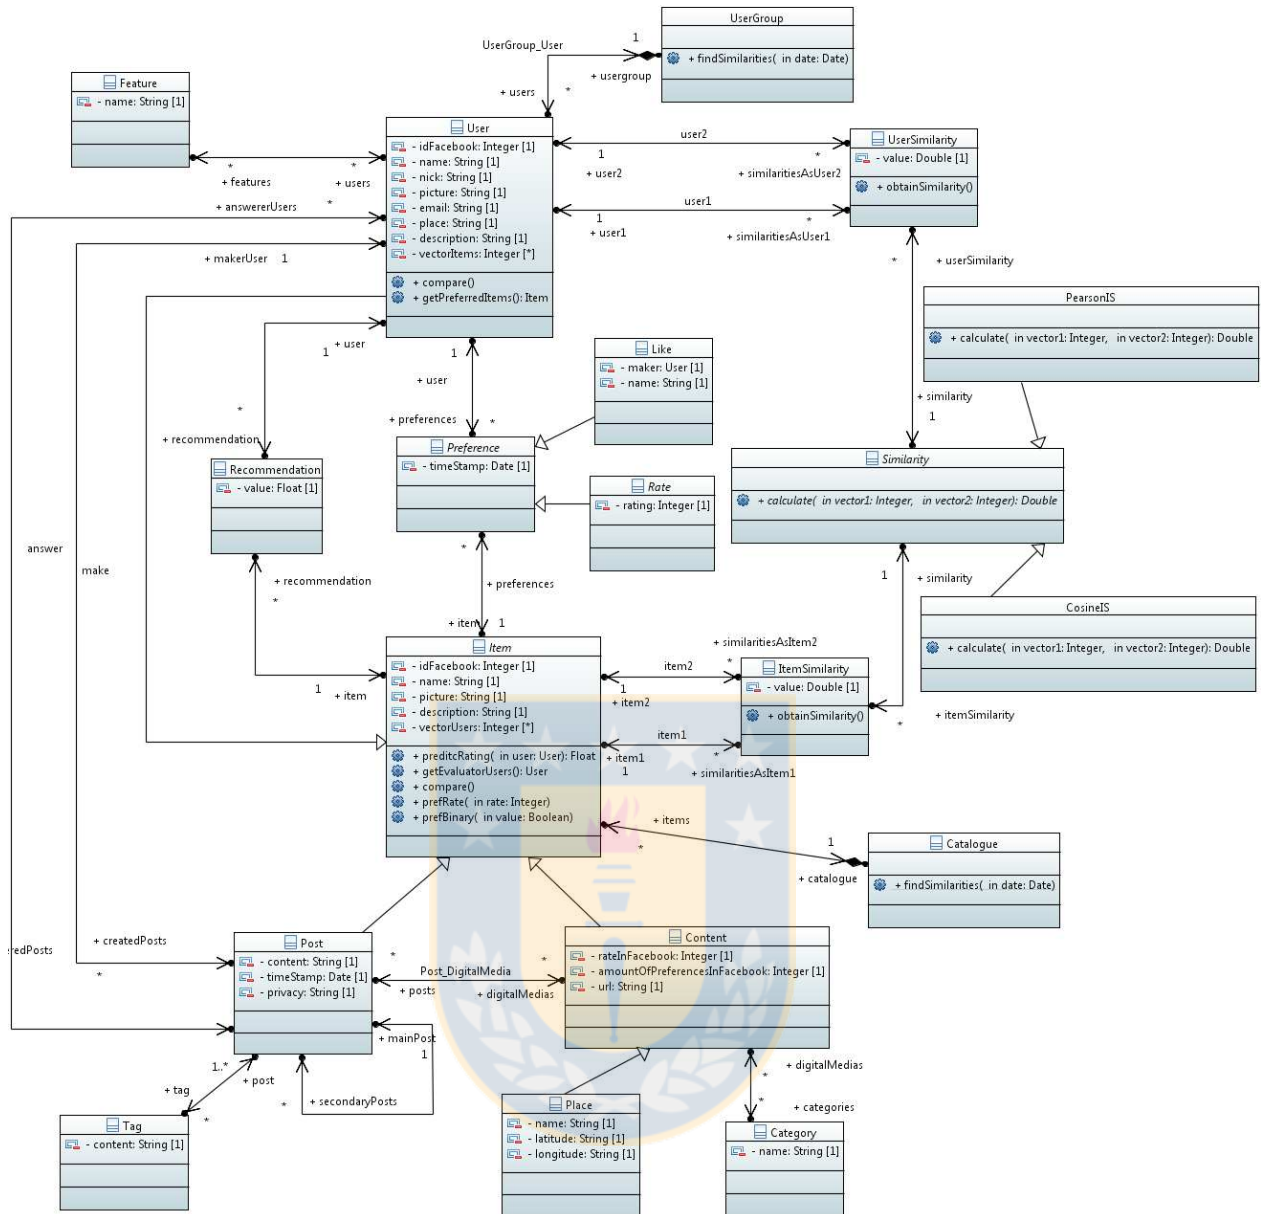 UserGroup
+ findSimilarities( in date: Date)
UserGroup_User
1
+ usergroup
+ users
*
Feature
- name: String [1]
*
+ features
*
+ users
User
- idFacebook: Integer [1]
- name: String [1]
- nick: String [1]
- picture: String [1]
- email: String [1]
- place: String [1]
- description: String [1]
- vectorItems: Integer [*]
+ compare()
+ getPreferredItems(): Item
user2
1
+ user2
*
+ similaritiesAsUser2
user1
1
+ user1
*
+ similaritiesAsUser1
UserSimilarity
- value: Double [1]
+ obtainSimilarity()
+ answererUsers
*
+ makerUser
1
*
+ userSimilarity
PearsonIS
+ calculate( in vector1: Integer, in vector2: Integer): Double
1
+ user
1
+ user
Like
- maker: User [1]
- name: String [1]
+ similarity
1
*
+ recommendation
+ preferences
*
Preference
- timeStamp: Date [1]
Recommendation
- value: Float [1]
Rate
- rating: Integer [1]
Similarity
+ calculate( in vector1: Integer, in vector2: Integer): Double
answer
make
*
+ preferences
+ recommendation
*
1
+ similarity
CosineIS
+ calculate( in vector1: Integer, in vector2: Integer): Double
+ item
1
Item
- idFacebook: Integer [1]
- name: String [1]
- picture: String [1]
- description: String [1]
- vectorUsers: Integer [*]
+ preditcRating( in user: User): Float
+ getEvaluatorUsers(): User
+ compare()
+ prefRate( in rate: Integer)
+ prefBinary( in value: Boolean)
1
+ item
+ similaritiesAsItem2
*
item2
1
+ item2
item1
+ item1
1
*
+ similaritiesAsItem1
ItemSimilarity
- value: Double [1]
+ obtainSimilarity()
*
+ itemSimilarity
+ items
*
1
+ catalogue
Catalogue
+ findSimilarities( in date: Date)
redPosts
+ createdPosts
*
Post
- content: String [1]
- timeStamp: Date [1]
- privacy: String [1]
*
Post_DigitalMedia
+ posts
*
+ digitalMedias
Content
- rateInFacebook: Integer [1]
- amountOfPreferencesInFacebook: Integer [1]
- url: String [1]
+ mainPost
1
*
+ secondaryPosts
1..*
+ post
+ tag
*
Tag
- content: String [1]
Place
- name: String [1]
- latitude: String [1]
- longitude: String [1]
+ digitalMedias
*
*
+ categories
Category
- name: String [1]